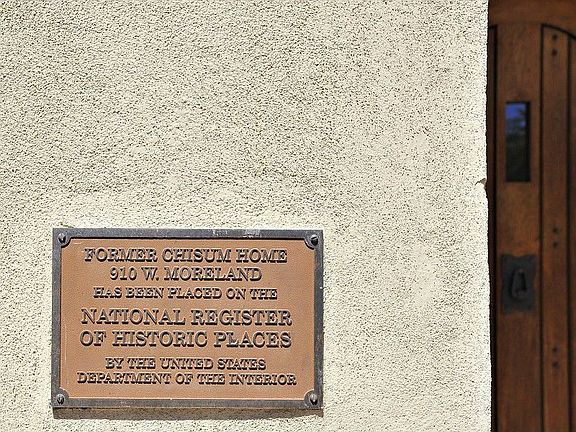 FORMER CHISUM HOME
910 W. MORELAND
HAS BEEN PLACED ON THE
NATIONAL REGISTER
OF HISTORIC PLACES
BY THE UNITED STATES
DEPARTMENT OF THE INTERIOR